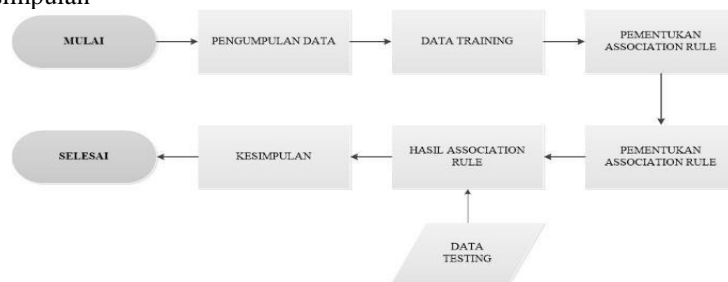 MULAI
PENGUMPULAN DATA
DATA TRAINING
PEMENTUKAN
ASSOCIATION RULE
SELESAI
KESIMPULAN
HASIL ASSOCIATION
RULE
PEMENTUKAN
ASSOCIATION RULE
DATA
TESTING